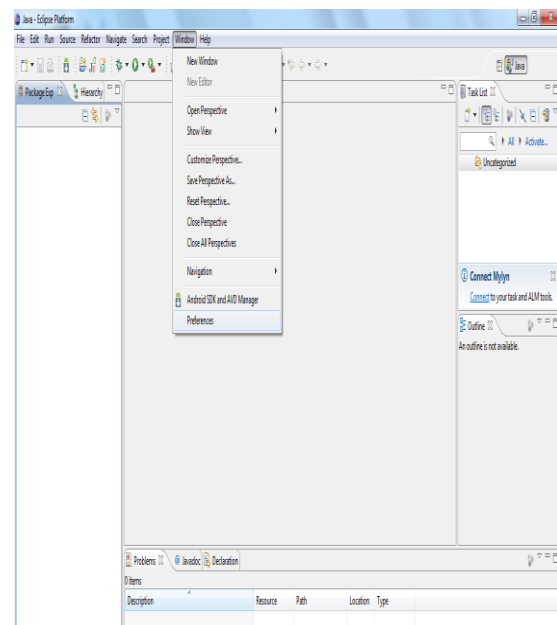 Java - Eclipse Platform
File Edit Run Source Refactor Navigate Search Project Window Help
Java
Package Exp Hierarchy
New Window
New Editor
Open Perspective
Show View
Customize Perspective...
Save Perspective As...
Reset Perspective...
Close Perspective
Close All Perspectives
Navigation
Android SDK and AVD Manager
Preferences
Task List
All Activate...
Uncategorized
Connect Mylyn
Connect to your task and ALM tools.
Outline
An outline is not available.
Problems Javadoc Declaration
0 items
Description Resource Path Location Type